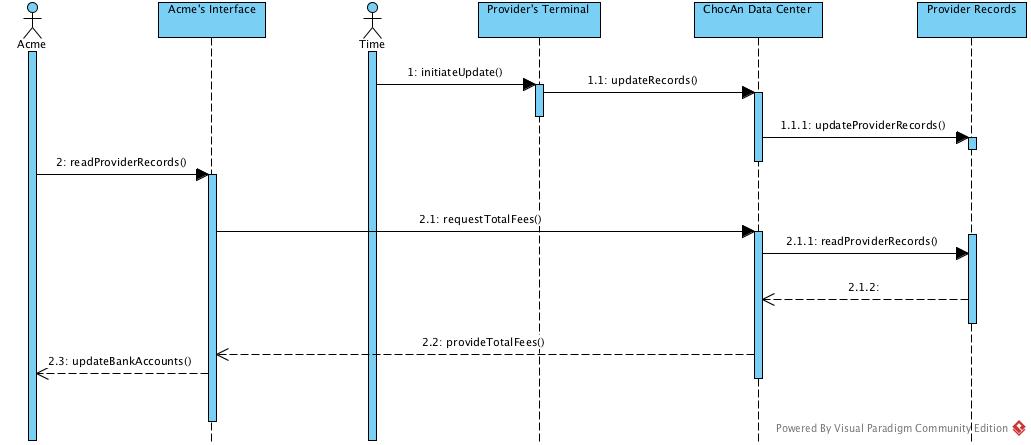 Acme's Interface
Provider's Terminal
ChocAn Data Center
Provider Records
Acme
Time
1: initiateUpdate()
1.1: updateRecords()
1.1.1: updateProviderRecords()
2: readProviderRecords()
2.1: requestTotalFees()
2.1.1: readProviderRecords()
2.1.2:
2.2: provideTotalFees()
2.3: updateBankAccounts()
Powered By Visual Paradigm Community Edition